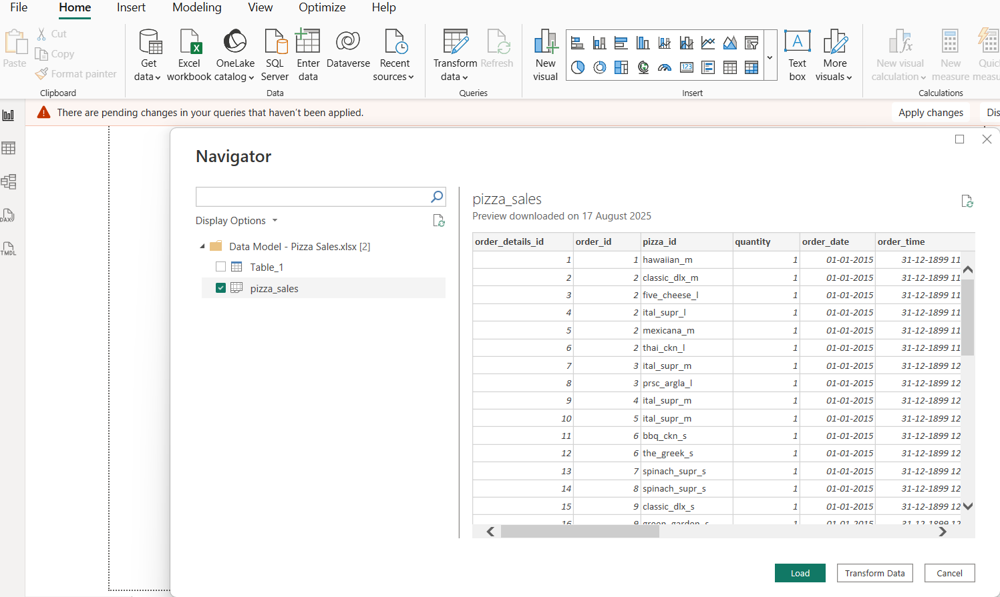 File Home Insert Modeling View Optimize Help
Paste
Cut
Copy
Format painter
Clipboard
Get data
Excel workbook
OneLake catalog
SQL Server
Enter data
Dataverse
Recent sources
Data
Transform data
Refresh
Queries
New visual
123
A
Text box
More visuals
Insert
New visual calculation
New measure
Calculations
There are pending changes in your queries that haven't been applied.
Apply changes
Dis
DAX
TMDL
Navigator
Display Options
Data Model - Pizza Sales.xlsx [2]
Table_1
pizza_sales
pizza_sales
Preview downloaded on 17 August 2025
order_details_id order_id pizza_id quantity order_date order_time
1 1 hawaiian_m 1 01-01-2015 31-12-1899 11
2 2 classic_dlx_m 1 01-01-2015 31-12-1899 11
3 2 five_cheese_l 1 01-01-2015 31-12-1899 11
4 2 ital_supr_l 1 01-01-2015 31-12-1899 11
5 2 mexicana_m 1 01-01-2015 31-12-1899 11
6 2 thai_ckn_l 1 01-01-2015 31-12-1899 11
7 3 ital_supr_m 1 01-01-2015 31-12-1899 12
8 3 prsc_argla_l 1 01-01-2015 31-12-1899 12
9 4 ital_supr_m 1 01-01-2015 31-12-1899 12
10 5 ital_supr_m 1 01-01-2015 31-12-1899 12
11 6 bbq_ckn_s 1 01-01-2015 31-12-1899 12
12 6 the_greek_s 1 01-01-2015 31-12-1899 12
13 7 spinach_supr_s 1 01-01-2015 31-12-1899 12
14 8 spinach_supr_s 1 01-01-2015 31-12-1899 12
15 9 classic_dlx_s 1 01-01-2015 31-12-1899 12
16 9 green_garden_s 1 01-01-2015 31-12-1899 12
Load
Transform Data
Cancel